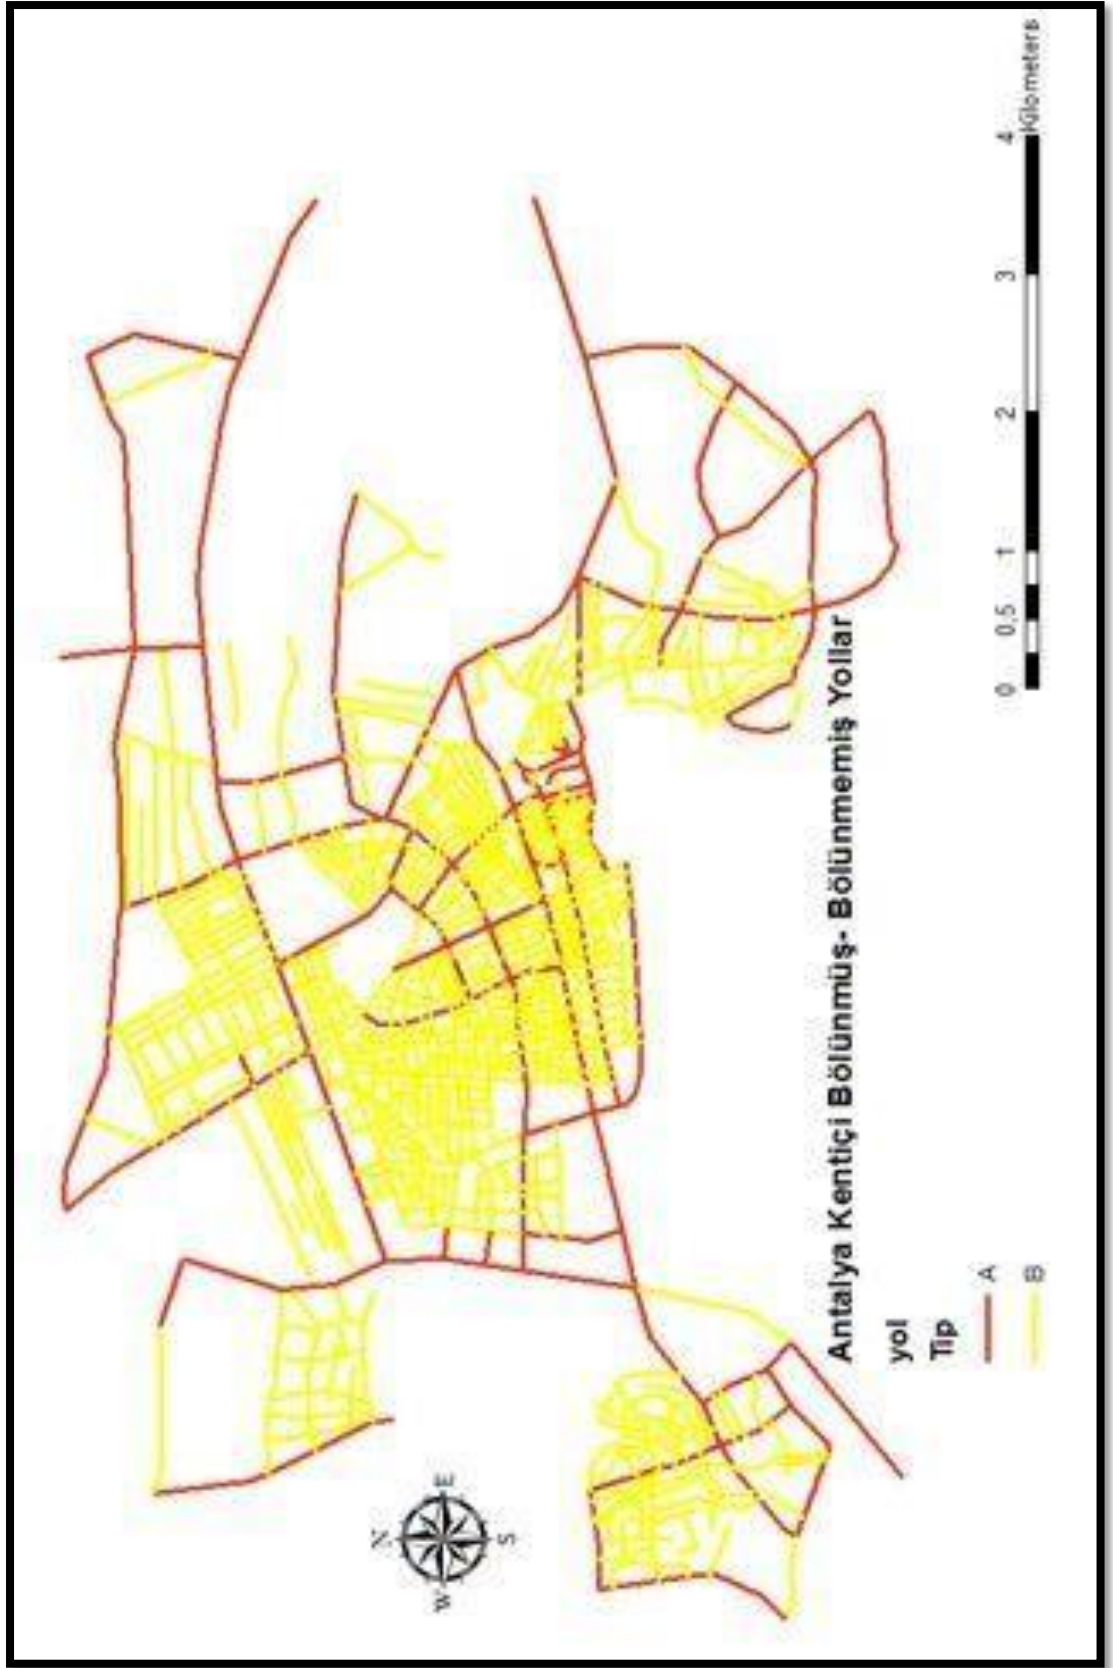 Antalya Kentiçi Bölünmüş- Bölünmemiş Yollar
yol
Tip
A
B
0 0,5 1 2 3 4
Kilometers
N
W E
S